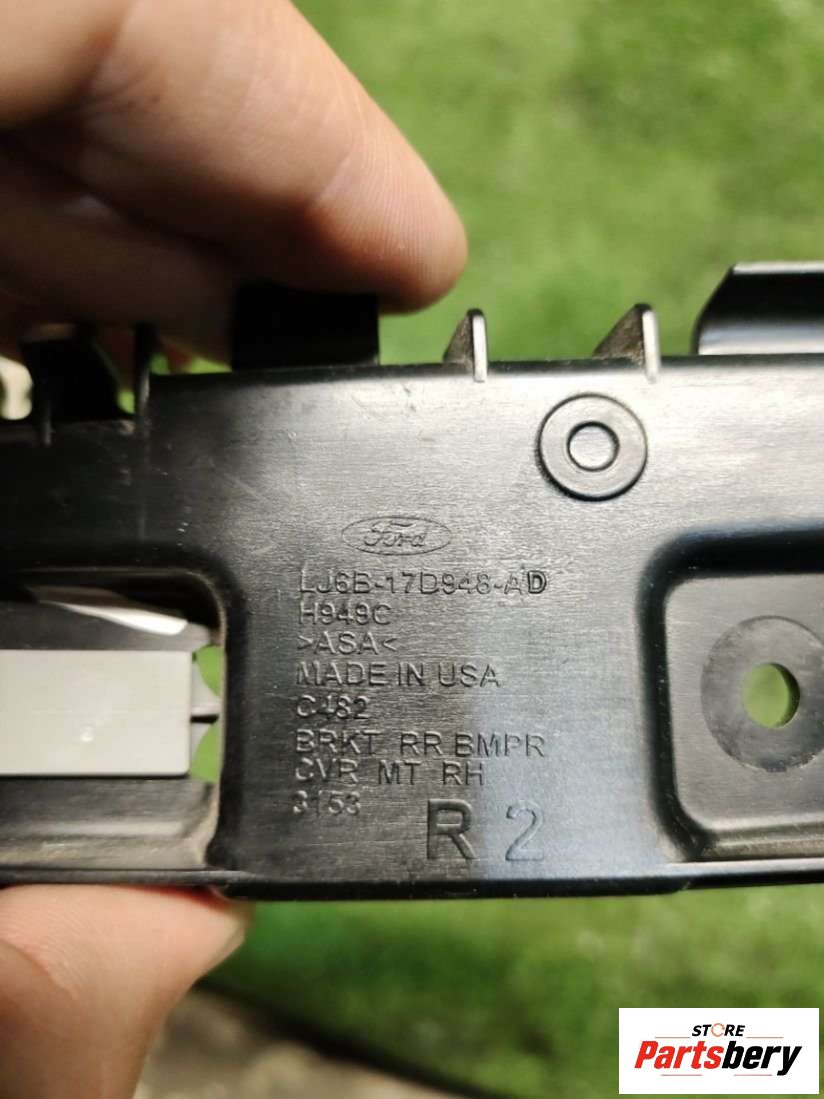 Ford
LJ6B-17D948-AD
H949C
>ASA<
MADE IN USA
C482
BRKT RR BMPR
CVR MT RH
3153
R 2
STORE
Partsbery